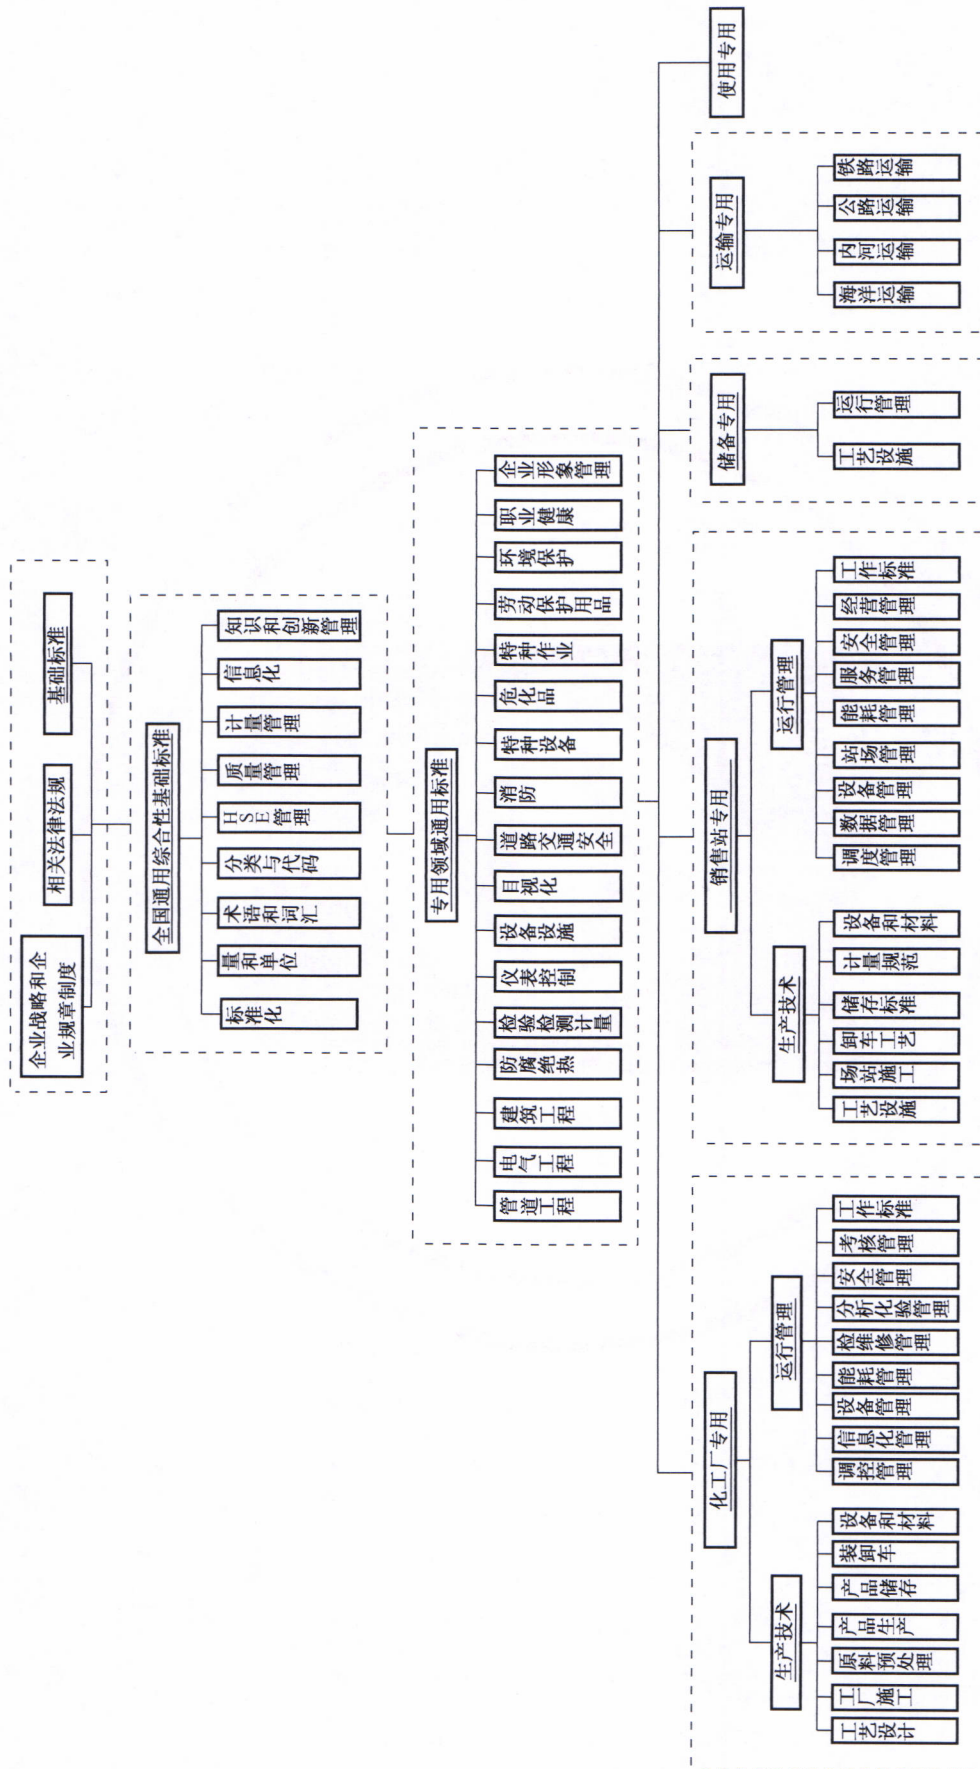 企业战略和企
业规章制度
相关法律法规
基础标准
全国通用综合性基础标准
标准化
量和单位
术语和词汇
分类与代码
HSE管理
质量管理
计量管理
信息化
知识和创新管理
专用领域通用标准
管道工程
电气工程
建筑工程
防腐绝热
检验检测计量
仪表控制
设备设施
目视化
道路交通安全
消防
特种设备
危化品
特种作业
劳动保护用品
环境保护
职业健康
企业形象管理
化工厂专用
生产技术
工艺设计
工厂施工
原料预处理
产品生产
产品储存
装卸车
设备和材料
运行管理
调控管理
信息化管理
设备管理
能耗管理
检维修管理
分析化验管理
安全管理
考核管理
工作标准
销售站专用
生产技术
工艺设施
场站施工
卸车工艺
储存标准
计量规范
设备和材料
运行管理
调度管理
数据管理
设备管理
站场管理
能耗管理
服务管理
安全管理
经营管理
工作标准
储备专用
工艺设施
运行管理
运输专用
海洋运输
内河运输
公路运输
铁路运输
使用专用